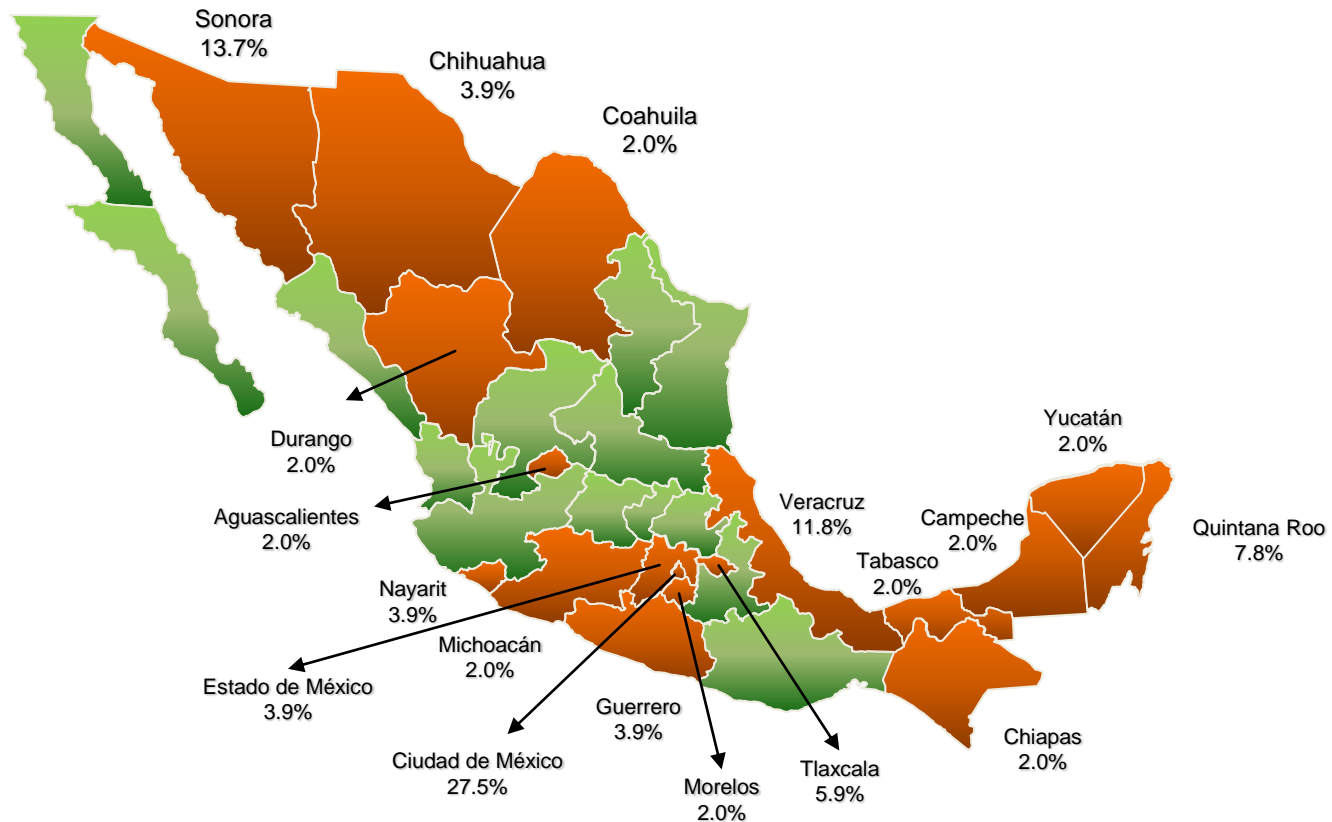 Sonora
13.7%
Chihuahua
3.9%
Coahuila
2.0%
Durango
2.0%
Aguascalientes
2.0%
Yucatán
2.0%
Veracruz
11.8%
Campeche
2.0%
Quintana Roo
7.8%
Tabasco
2.0%
Nayarit
3.9%
Michoacán
2.0%
Estado de México
3.9%
Guerrero
3.9%
Chiapas
2.0%
Ciudad de México
27.5%
Tlaxcala
5.9%
Morelos
2.0%